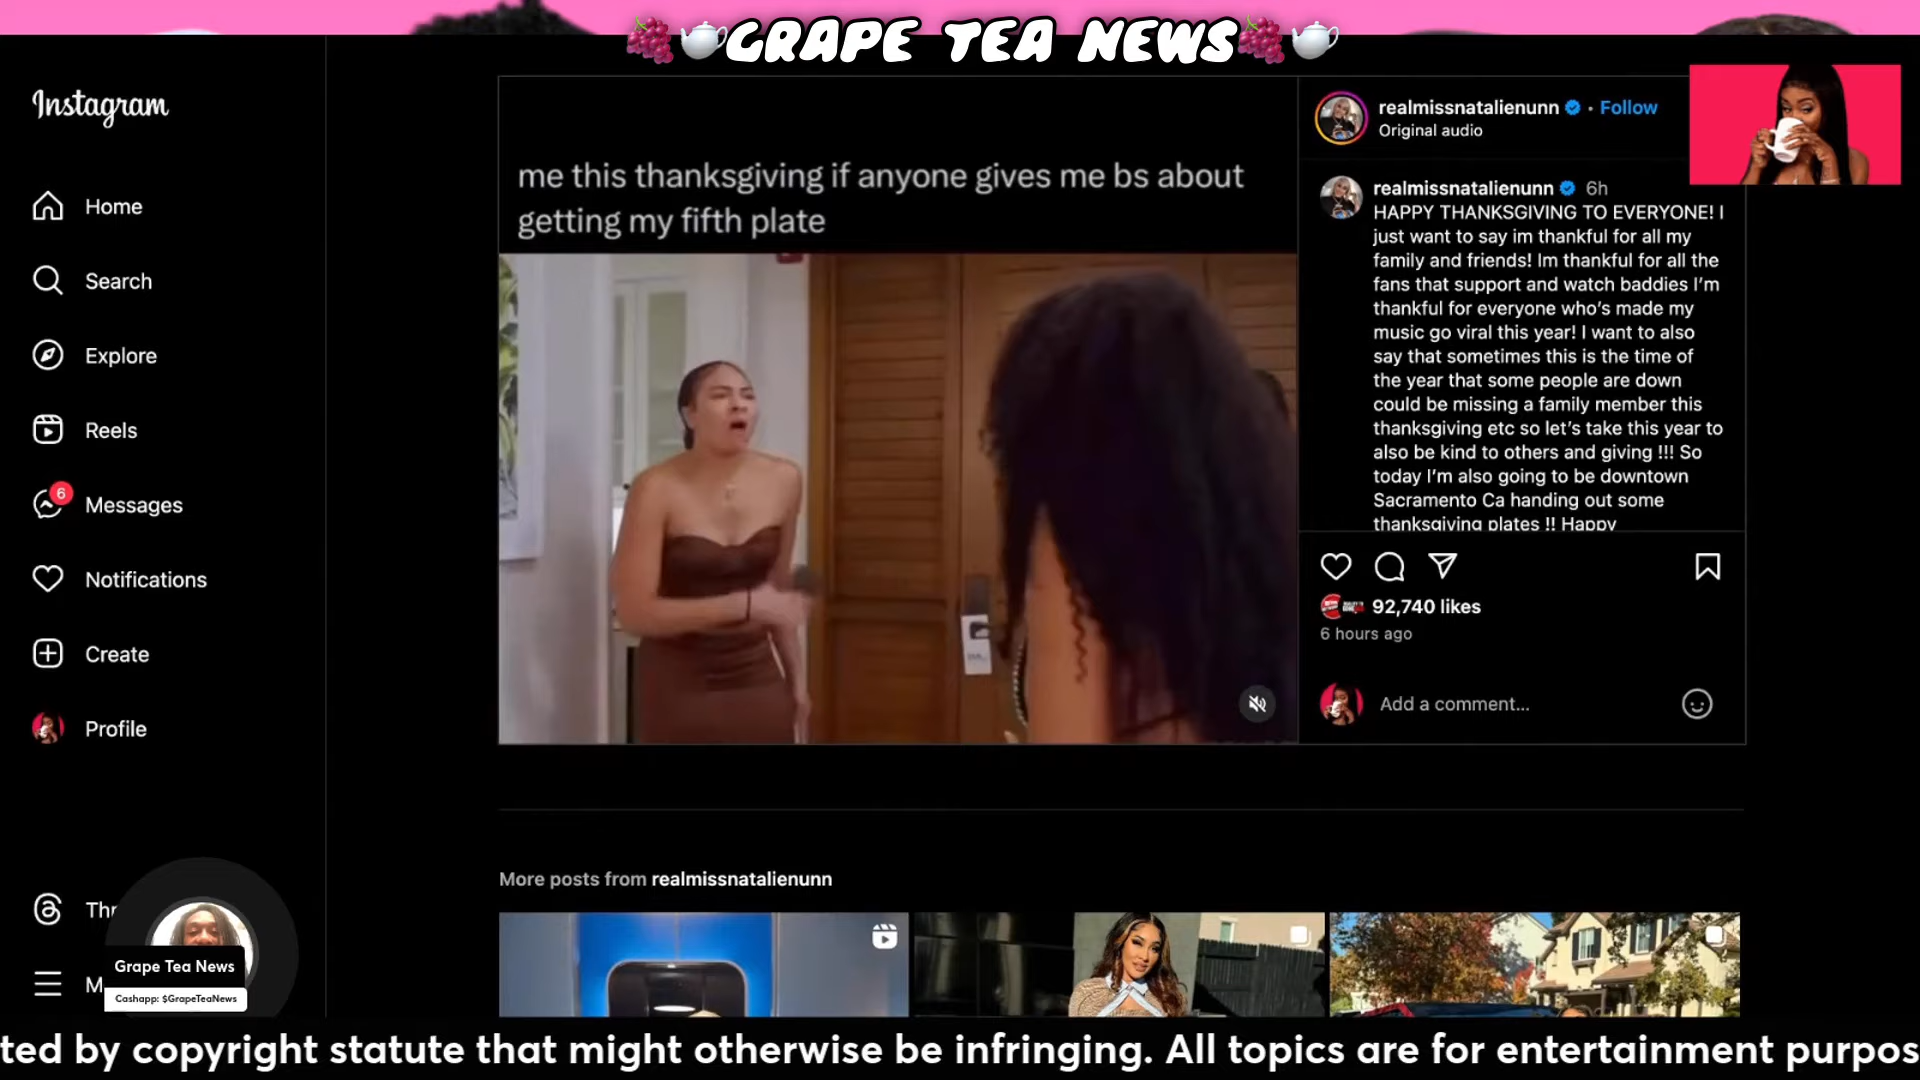 GRAPE TEA NEWS
Instagram
Home
Search
Explore
Reels
6
Messages
Notifications
Create
Profile
Thr
M
Grape Tea News
Cashapp: $GrapeTeaNews
me this thanksgiving if anyone gives me bs about
getting my fifth plate
realmissnatalienunn • Follow
Original audio
realmissnatalienunn 6h
HAPPY THANKSGIVING TO EVERYONE! I
just want to say im thankful for all my
family and friends! Im thankful for all the
fans that support and watch baddies I’m
thankful for everyone who’s made my
music go viral this year! I want to also
say that sometimes this is the time of
the year that some people are down
could be missing a family member this
thanksgiving etc so let’s take this year to
also be kind to others and giving !!! So
today I’m also going to be downtown
Sacramento Ca handing out some
thanksgiving plates !! Happy
92,740 likes
6 hours ago
Add a comment...
More posts from realmissnatalienunn
ted by copyright statute that might otherwise be infringing. All topics are for entertainment purpos